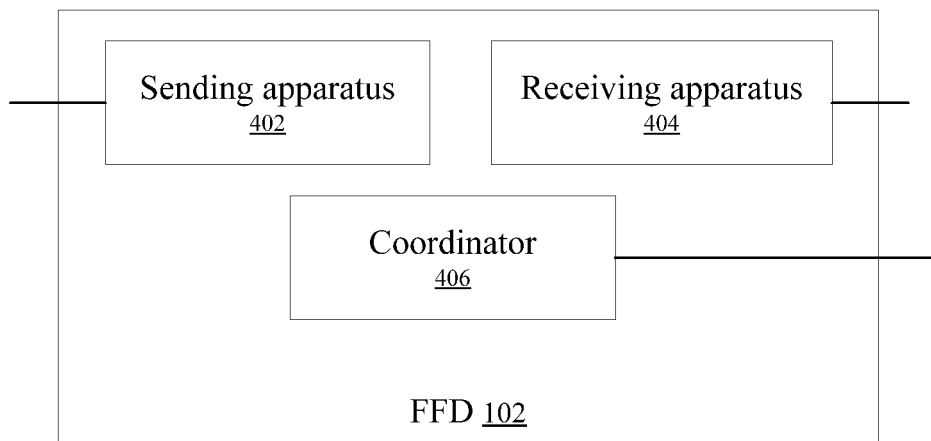 Sending apparatus
402
Receiving apparatus
404
Coordinator
406
FFD 102